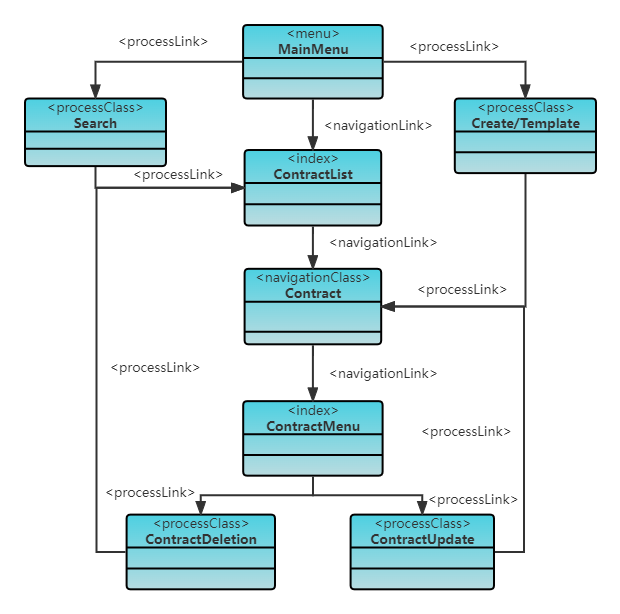 <menu>
MainMenu
<processLink>
<processLink>
<processClass>
Search
<processClass>
Create/Template
<navigationLink>
<index>
ContractList
<processLink>
<navigationLink>
<navigationClass>
Contract
<processLink>
<processLink>
<navigationLink>
<index>
ContractMenu
<processLink>
<processLink>
<processLink>
<processClass>
ContractDeletion
<processClass>
ContractUpdate